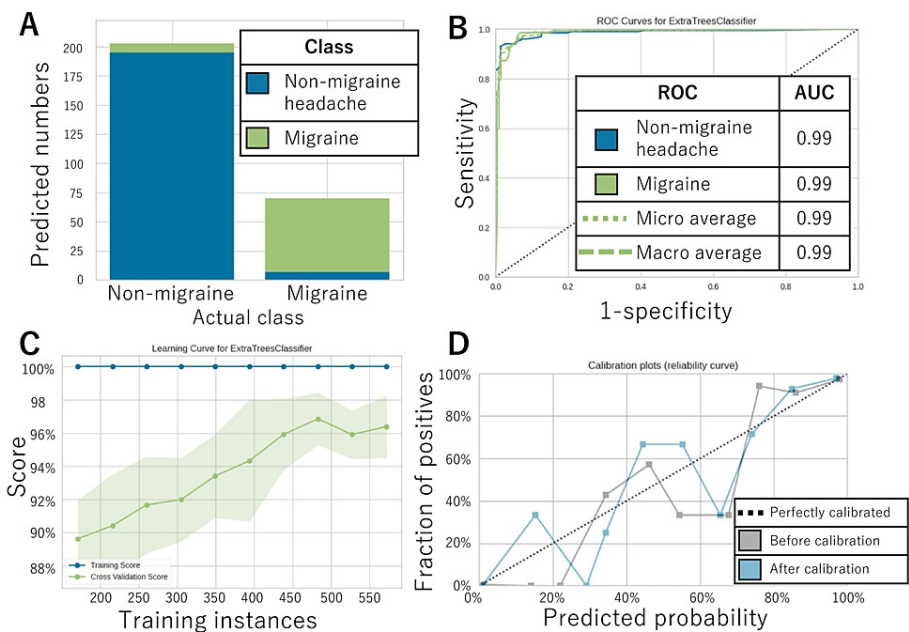 A
Predicted numbers
200
175
150
125
100
75
50
25
0
Class
Non-migraine
headache
Migraine
Non-migraine
Migraine
Actual class
B
ROC Curves for ExtraTreesClassifier
Sensitivity
1.0
0.8
0.6
0.4
0.2
0.0
ROC AUC
Non-migraine
headache 0.99
Migraine 0.99
Micro average 0.99
Macro average 0.99
0.0 0.2 0.4 0.6 0.8 1.0
1-specificity
C
Learning Curve for ExtraTreesClassifier
Score
100%
98
96%
94%
92%
90%
88%
Training Score
Cross Validation Score
200 250 300 350 400 450 500 550
Training instances
D
Calibration plots (reliability curve)
Fraction of positives
100%
80%
60%
40%
20%
0%
Perfectly calibrated
Before calibration
After calibration
0% 20% 40% 60% 80% 100%
Predicted probability